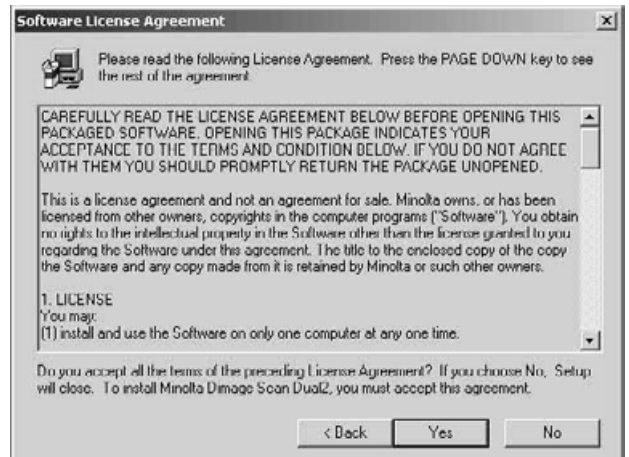 Software License Agreement
Please read the following License Agreement. Press the PAGE DOWN key to see
the rest of the agreement.
CAREFULLY READ THE LICENSE AGREEMENT BELOW BEFORE OPENING THIS
PACKAGED SOFTWARE. OPENING THIS PACKAGE INDICATES YOUR
ACCEPTANCE TO THE TERMS AND CONDITION BELOW. IF YOU DO NOT AGREE
WITH THEM YOU SHOULD PROMPTLY RETURN THE PACKAGE UNOPENED.
This is a license agreement and not an agreement for sale. Minolta owns, or has been
licensed from other owners, copyrights in the computer programs ("Software"). You obtain
no rights to the intellectual property in the Software other than the license granted to you
regarding the Software under this agreement. The title to the enclosed copy of the copy
the Software and any copy made from it is retained by Minolta or such other owners.
1. LICENSE
You may:
(1) install and use the Software on only one computer at any one time.
Do you accept all the terms of the preceding License Agreement? If you choose No, Setup
will close. To install Minolta Dimage Scan Dual2, you must accept this agreement.
< Back Yes No